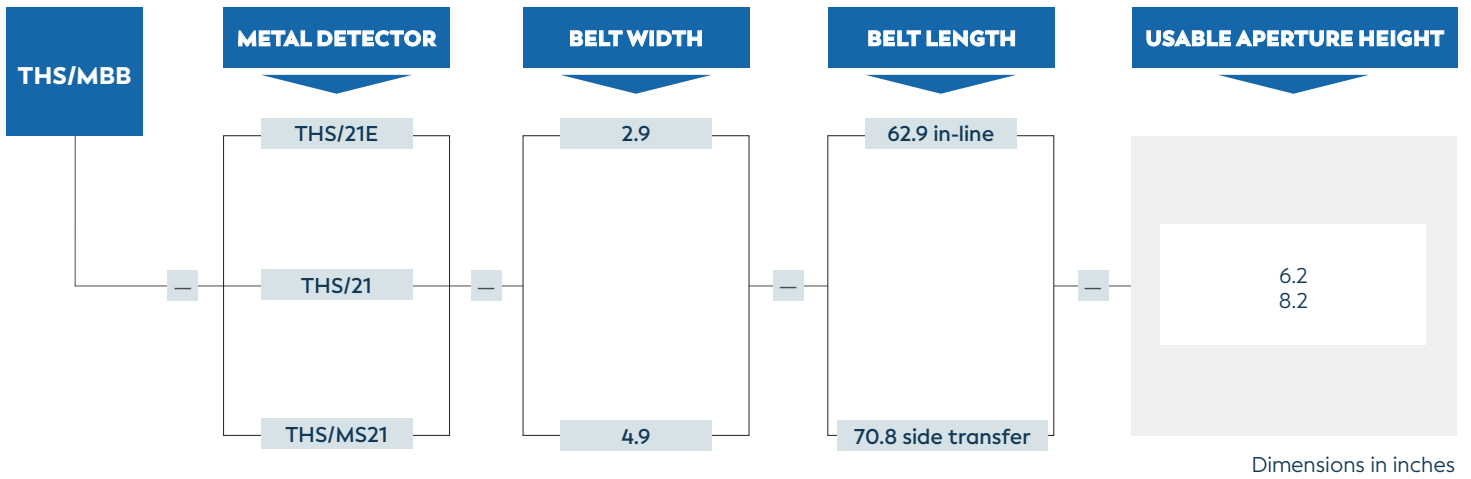 THS/MBB
METAL DETECTOR
BELT WIDTH
BELT LENGTH
USABLE APERTURE HEIGHT
THS/21E
2.9
62.9 in-line
—
THS/21
—
—
—
6.2
8.2
THS/MS21
4.9
70.8 side transfer
Dimensions in inches